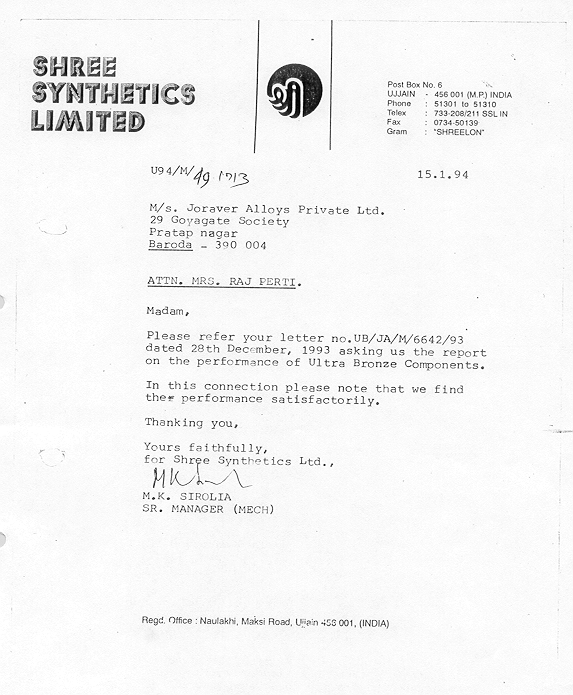 SHREE
SYNTHETICS
LIMITED
Post Box No. 6
UJJAIN - 456 001 (M.P.) INDIA
Phone : 51301 to 51310
Telex : 733-208/211 SSL IN
Fax : 0734-50139
Gram : "SHREELON"
U94/M/49 1713
15.1.94
M/s. Joraver Alloys Private Ltd.
29 Goyagate Society
Pratap nagar
Baroda - 390 004
ATTN. MRS. RAJ PERTI.
Madam,
Please refer your letter no.UB/JA/M/6642/93
dated 28th December, 1993 asking us the report
on the performance of Ultra Bronze Components.
In this connection please note that we find
performance satisfactorily.
Thanking you,
Yours faithfully,
for Shree Synthetics Ltd.,
M.K. SIROLIA
SR. MANAGER (MECH)
Regd. Office : Naulakhi, Maksi Road, Ujjain 456 001, (INDIA)